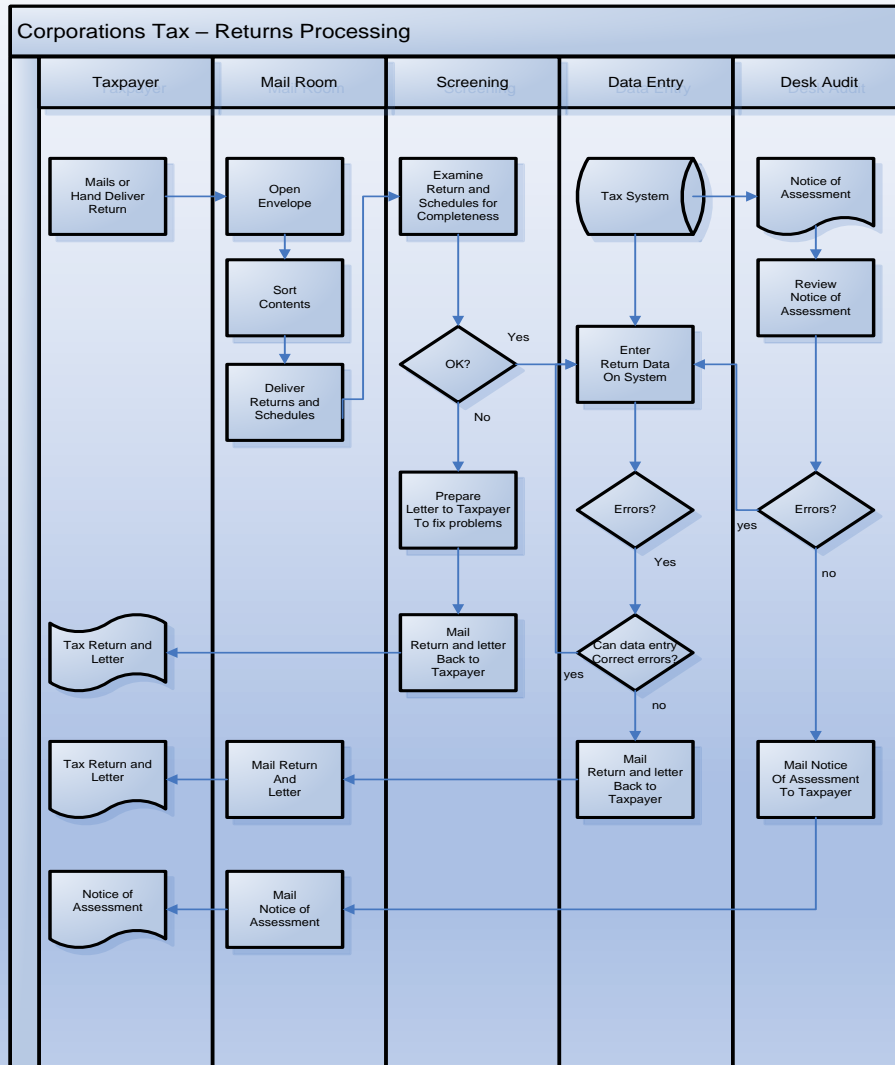 Corporations Tax – Returns Processing
Taxpayer
Mail Room
Screening
Data Entry
Desk Audit
Mails or
Hand Deliver
Return
Open
Envelope
Examine
Return and
Schedules for
Completeness
Tax System
Notice of
Assessment
Sort
Contents
Review
Notice of
Assessment
Deliver
Returns and
Schedules
OK?
Yes
No
Enter
Return Data
On System
Prepare
Letter to Taxpayer
To fix problems
Errors?
Yes
Errors?
yes
no
Tax Return and
Letter
Mail
Return and letter
Back to
Taxpayer
Can data entry
Correct errors?
yes
no
Tax Return and
Letter
Mail Return
And
Letter
Mail
Return and letter
Back to
Taxpayer
Mail Notice
Of Assessment
To Taxpayer
Notice of
Assessment
Mail
Notice of
Assessment